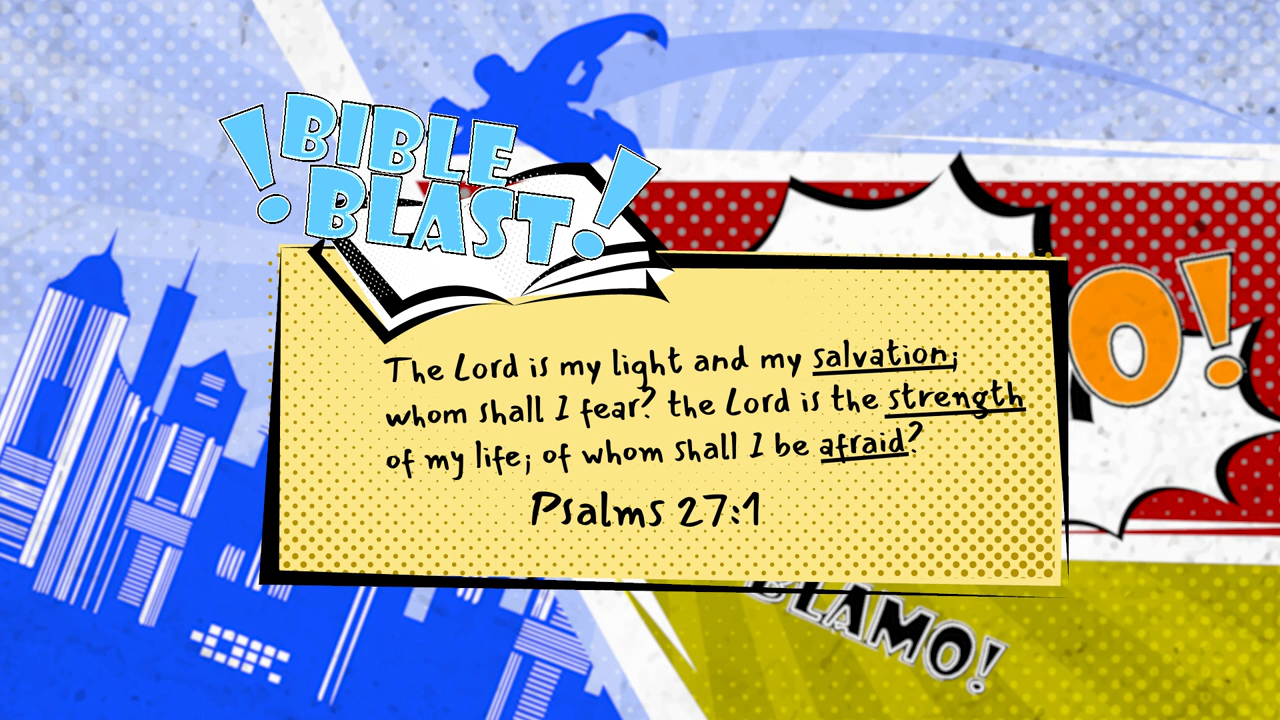 ! BIBLE
BLAST !
The Lord is my light and my salvation;
whom shall I fear? the Lord is the strength
of my life; of whom shall I be afraid?
Psalms 27:1
O!
BLAMO!